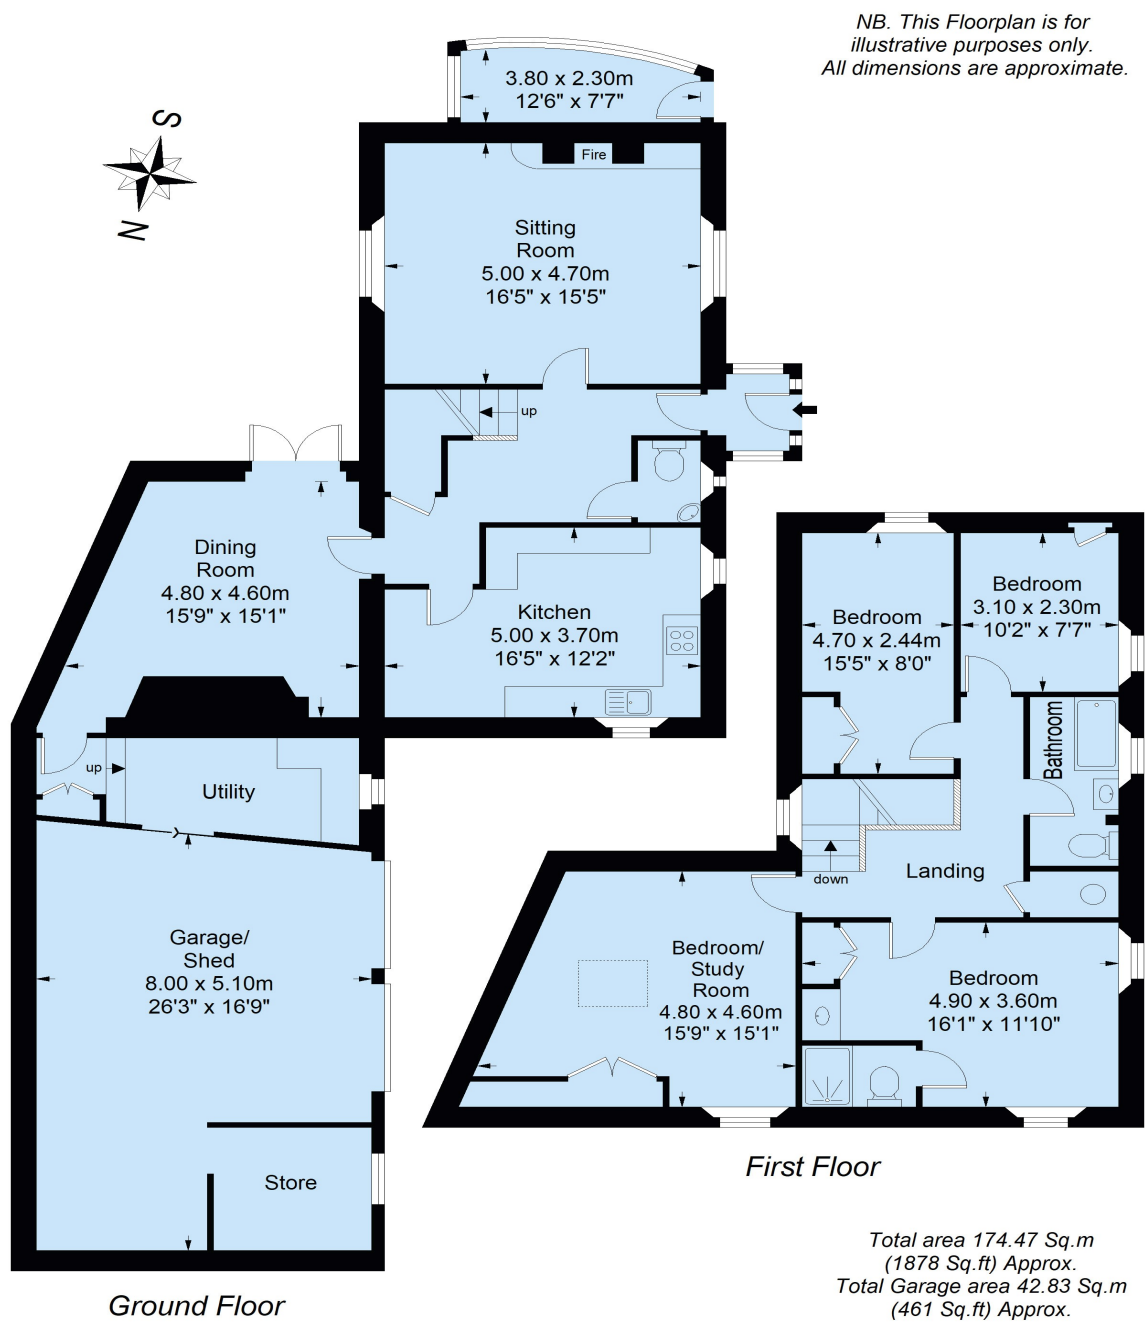 NB. This Floorplan is for
illustrative purposes only.
All dimensions are approximate.
3.80 x 2.30m
12'6" x 7'7"
S
N
Fire
Sitting
Room
5.00 x 4.70m
16'5" x 15'5"
up
Dining
Room
4.80 x 4.60m
15'9" x 15'1"
Kitchen
5.00 x 3.70m
16'5" x 12'2"
up
Utility
Garage/
Shed
8.00 x 5.10m
26'3" x 16'9"
Store
Ground Floor
Bedroom
4.70 x 2.44m
15'5" x 8'0"
Bedroom
3.10 x 2.30m
10'2" x 7'7"
Bathroom
down
Landing
Bedroom/
Study
Room
4.80 x 4.60m
15'9" x 15'1"
Bedroom
4.90 x 3.60m
16'1" x 11'10"
First Floor
Total area 174.47 Sq.m
(1878 Sq.ft) Approx.
Total Garage area 42.83 Sq.m
(461 Sq.ft) Approx.